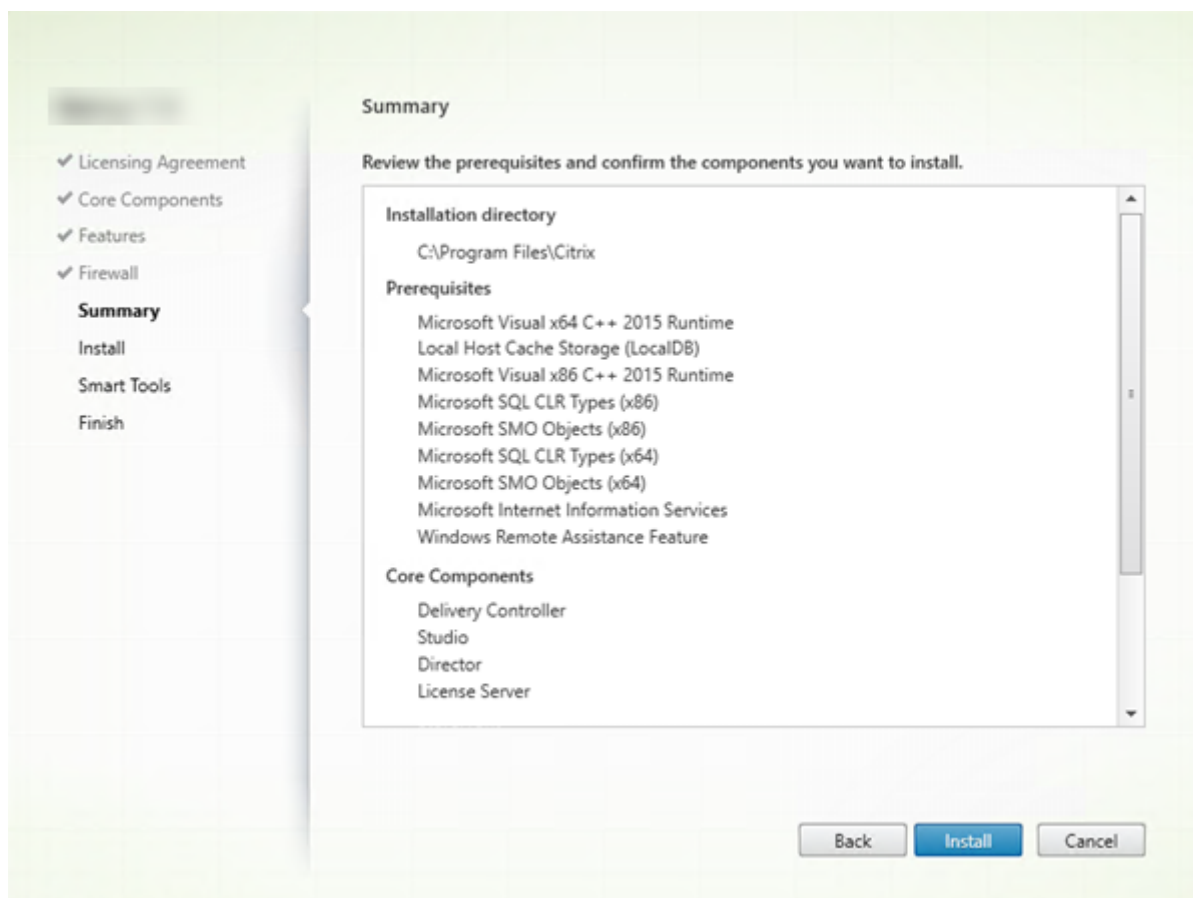 Summary
Licensing Agreement
Core Components
Features
Firewall
Summary
Install
Smart Tools
Finish
Review the prerequisites and confirm the components you want to install.
Installation directory
C:\Program Files\Citrix
Prerequisites
Microsoft Visual x64 C++ 2015 Runtime
Local Host Cache Storage (LocalDB)
Microsoft Visual x86 C++ 2015 Runtime
Microsoft SQL CLR Types (x86)
Microsoft SMO Objects (x86)
Microsoft SQL CLR Types (x64)
Microsoft SMO Objects (x64)
Microsoft Internet Information Services
Windows Remote Assistance Feature
Core Components
Delivery Controller
Studio
Director
License Server
Back
Install
Cancel